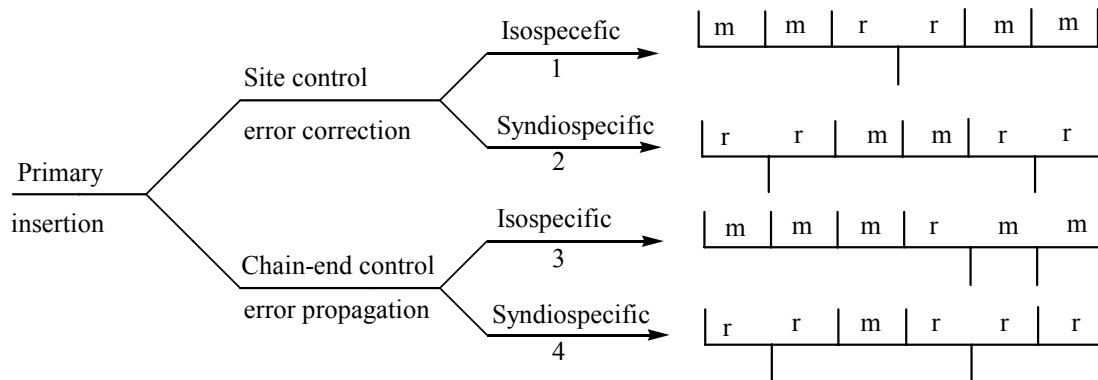 Primary
insertion
Site control
error correction
Chain-end control
error propagation
Isospecefic
1
Syndiospecific
2
Isospecific
3
Syndiospecific
4
m m r r m m
r r m m r r
m m m r m m
r r m r r r